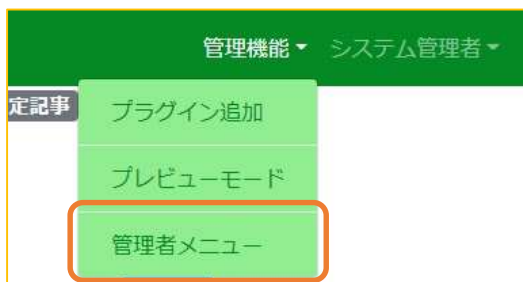 管理機能 システム管理者
定記事
プラグイン追加
プレビューモード
管理者メニュー